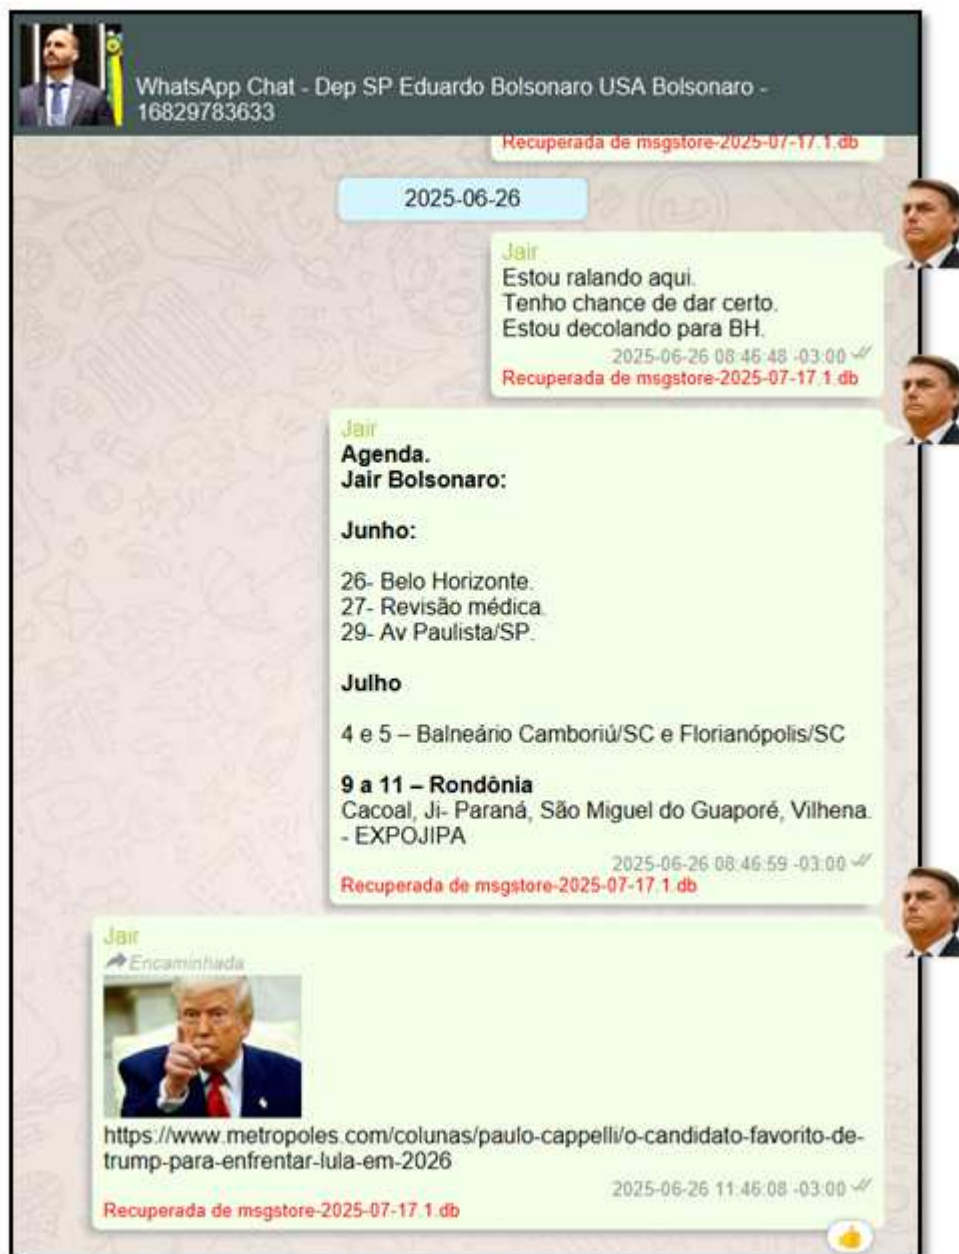 WhatsApp Chat - Dep SP Eduardo Bolsonaro USA Bolsonaro -
16829783633
Recuperada de msgstore-2025-07-17.1.db
2025-06-26
Jair
Estou ralando aqui.
Tenho chance de dar certo.
Estou decolando para BH.
2025-06-26 08:46:48 -03:00
Recuperada de msgstore-2025-07-17.1.db
Jair
Agenda.
Jair Bolsonaro:
Junho:
26- Belo Horizonte.
27- Revisão médica.
29- Av Paulista/SP.
Julho
4 e 5 – Balneário Camboriú/SC e Florianópolis/SC
9 a 11 – Rondônia
Cacoal, Ji- Paraná, São Miguel do Guaporé, Vilhena.
- EXPOJIPA
2025-06-26 08:46:59 -03:00
Recuperada de msgstore-2025-07-17.1.db
Jair
Encaminhada
https://www.metropoles.com/colunas/paulo-cappelli/o-candidato-favorito-de-
trump-para-enfrentar-lula-em-2026
2025-06-26 11:46:08 -03:00
Recuperada de msgstore-2025-07-17.1.db